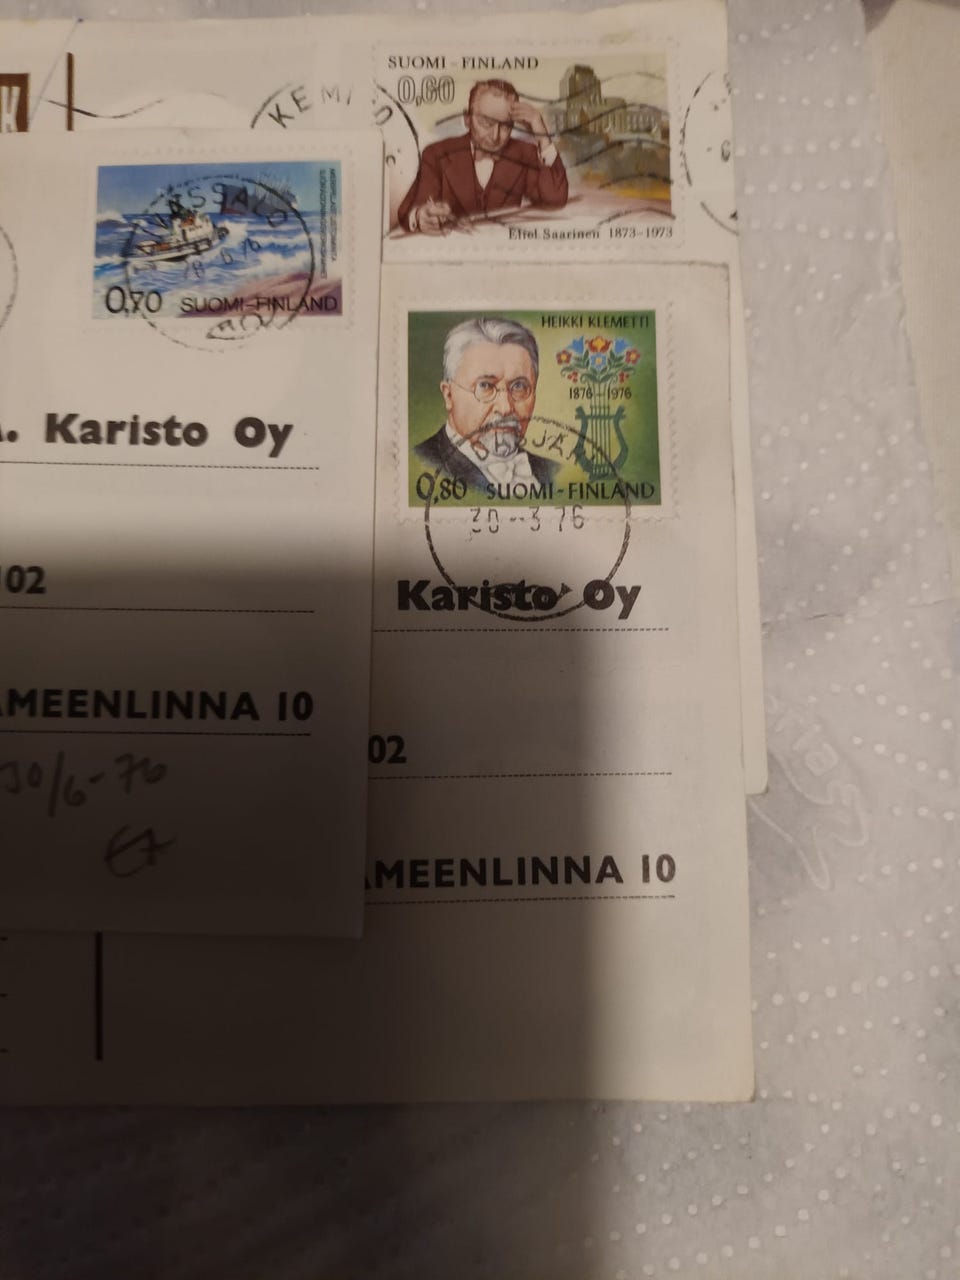 SUOMI-FINLAND
0,60
Eliel Saarinen 1873-1973
KEMI
K
0,70 SUOMI-FINLAND
. Karisto Oy
102
AMEENLINNA 10
30/6-76
HEIKKI KLEMETTI
1876-1976
0,80 SUOMI-FINLAND
30--3 76
Karisto Oy
02
AMEENLINNA 10